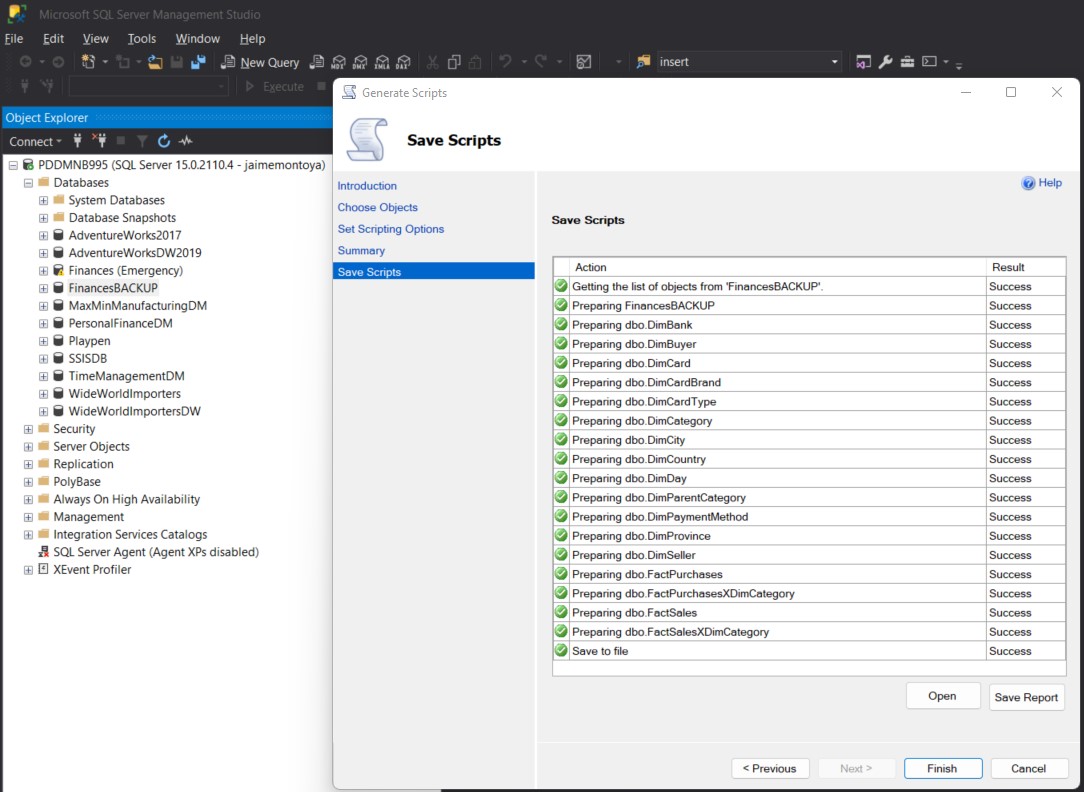 Microsoft SQL Server Management Studio
File Edit View Tools Window Help
New Query MDX DMX XMLA DAX insert
Execute
Object Explorer
Connect
PDDMNB995 (SQL Server 15.0.2110.4 - jaimemontoya)
Databases
System Databases
Database Snapshots
AdventureWorks2017
AdventureWorksDW2019
Finances (Emergency)
FinancesBACKUP
MaxMinManufacturingDM
PersonalFinanceDM
Playpen
SSISDB
TimeManagementDM
WideWorldImporters
WideWorldImportersDW
Security
Server Objects
Replication
PolyBase
Always On High Availability
Management
Integration Services Catalogs
SQL Server Agent (Agent XPs disabled)
XEvent Profiler
Generate Scripts
Save Scripts
Introduction
Choose Objects
Set Scripting Options
Summary
Save Scripts
Help
Save Scripts
Action Result
Getting the list of objects from 'FinancesBACKUP'. Success
Preparing FinancesBACKUP Success
Preparing dbo.DimBank Success
Preparing dbo.DimBuyer Success
Preparing dbo.DimCard Success
Preparing dbo.DimCardBrand Success
Preparing dbo.DimCardType Success
Preparing dbo.DimCategory Success
Preparing dbo.DimCity Success
Preparing dbo.DimCountry Success
Preparing dbo.DimDay Success
Preparing dbo.DimParentCategory Success
Preparing dbo.DimPaymentMethod Success
Preparing dbo.DimProvince Success
Preparing dbo.DimSeller Success
Preparing dbo.FactPurchases Success
Preparing dbo.FactPurchasesXDimCategory Success
Preparing dbo.FactSales Success
Preparing dbo.FactSalesXDimCategory Success
Save to file Success
Open Save Report
< Previous Next > Finish Cancel